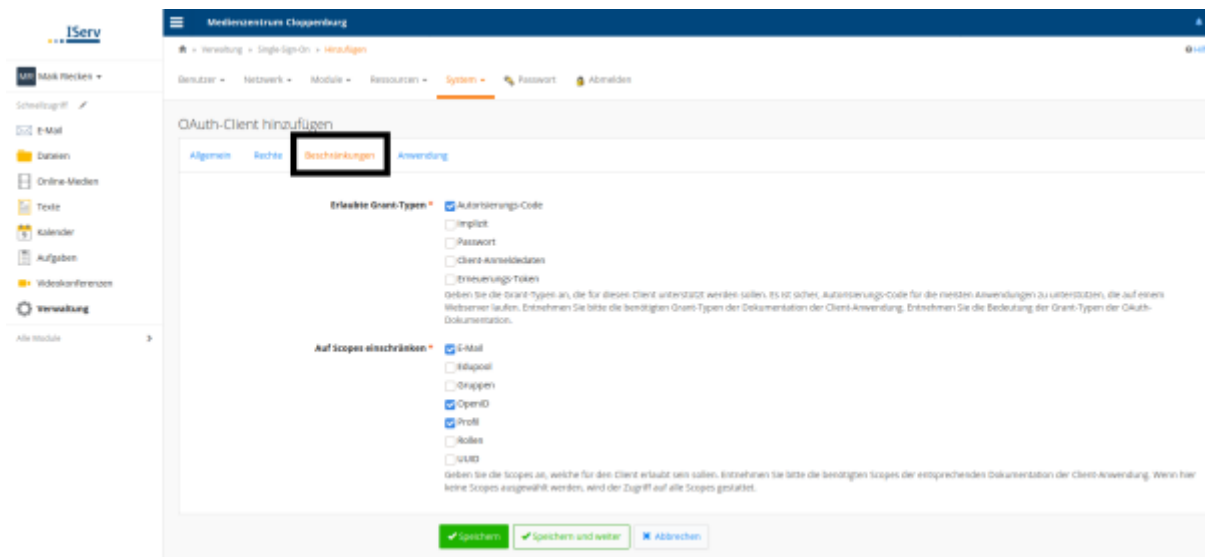 IServ
Medienzentrum Cloppenburg
Verwaltung » Single-Sign-On » Hinzufügen
Maik Riecken
Benutzer Netzwerk Module Ressourcen System Passwort Abmelden
Schnellzugriff
E-Mail
Dateien
Online-Medien
Texte
Kalender
Aufgaben
Videokonferenzen
Verwaltung
Alle Module
OAuth-Client hinzufügen
Allgemein Rechte Beschränkungen Anwendung
Erlaubte Grant-Typen *
Autorisierungs-Code
Implizit
Passwort
Client-Anmeldedaten
Erneuerungs-Token
Geben Sie die Grant-Typen an, die für diesen Client unterstützt werden sollen. Es ist sicher, Autorisierungs-Code für die meisten Anwendungen zu unterstützen, die auf einem
Webserver laufen. Entnehmen Sie bitte die benötigten Grant-Typen der Dokumentation der Client-Anwendung. Entnehmen Sie die Bedeutung der Grant-Typen der OAuth-
Dokumentation.
Auf Scopes einschränken *
E-Mail
Edupool
Gruppen
OpenID
Profil
Rollen
UUID
Geben Sie die Scopes an, welche für den Client erlaubt sein sollen. Entnehmen Sie bitte die benötigten Scopes der entsprechenden Dokumentation der Client-Anwendung. Wenn hier
keine Scopes ausgewählt werden, wird der Zugriff auf alle Scopes gestattet.
Speichern Speichern und weiter Abbrechen